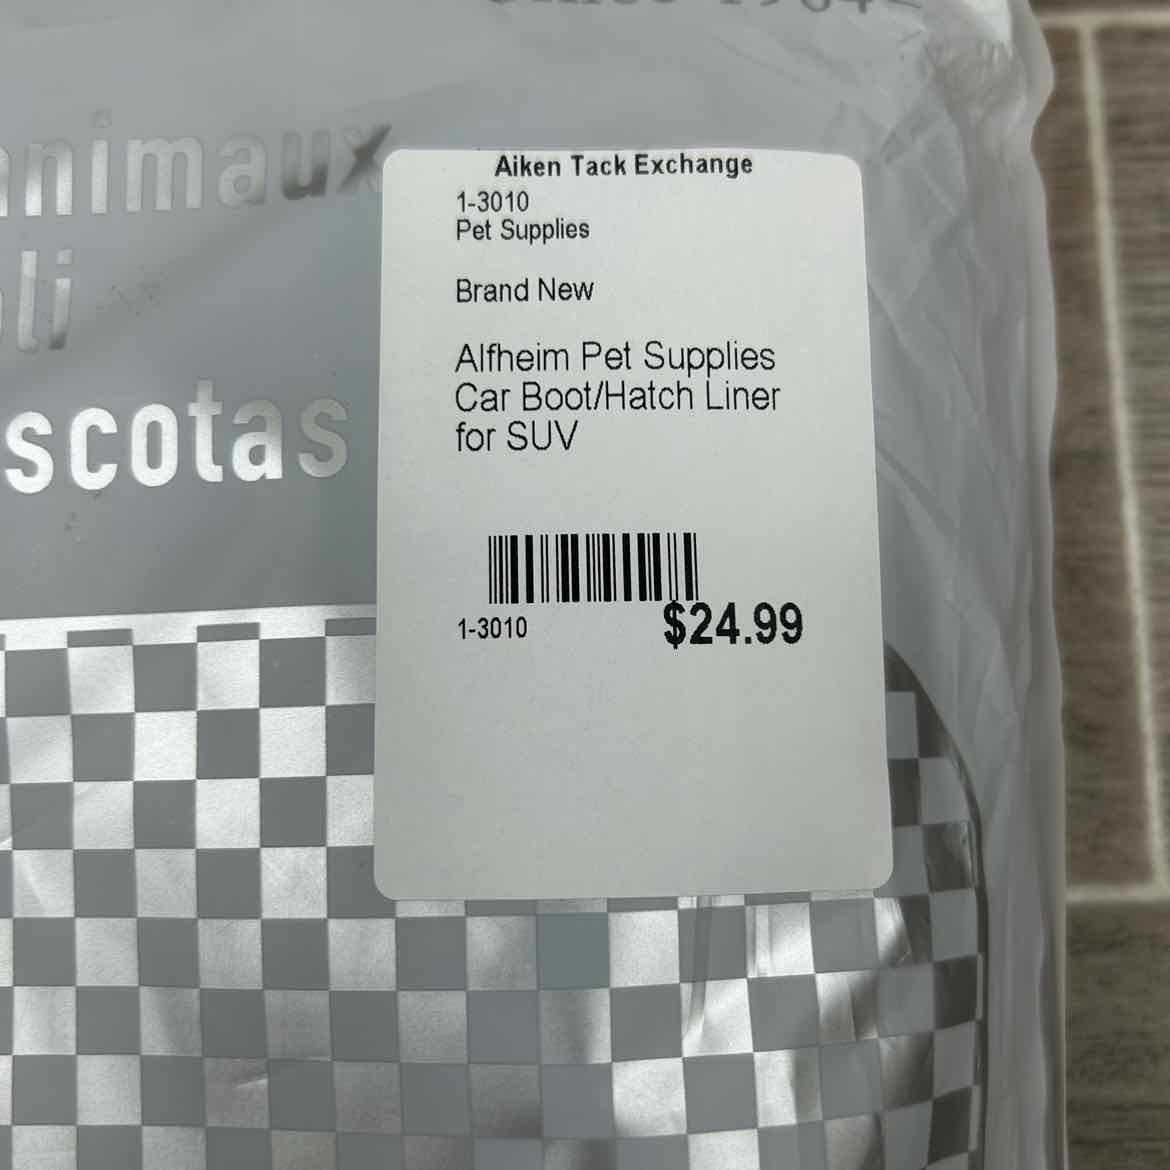 animaux
scotas
Aiken Tack Exchange
1-3010
Pet Supplies
Brand New
Alfheim Pet Supplies
Car Boot/Hatch Liner
for SUV
1-3010
$24.99